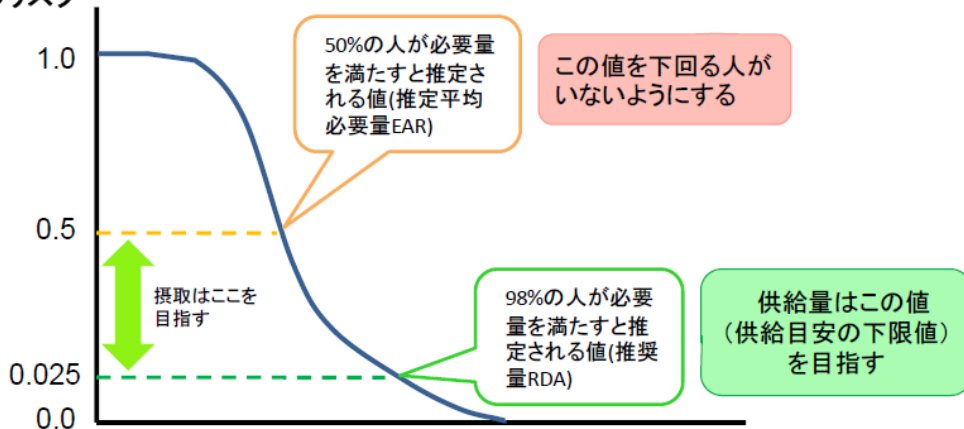 リスク
1.0
50%の人が必要量
を満たすと推定さ
れる値(推定平均
必要量EAR)
この値を下回る人が
いないようにする
0.5
摂取はここを
目指す
98%の人が必要
量を満たすと推
定される値(推奨
量RDA)
供給量はこの値
（供給目安の下限値）
を目指す
0.025
0.0